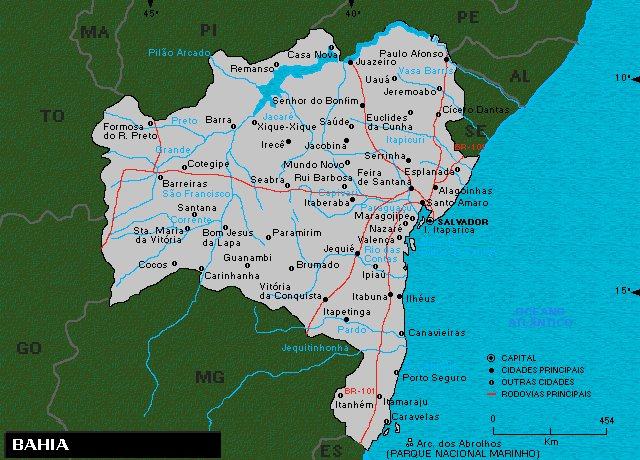 45°
40°
MA
PI
PE
Pilão Arcado
Casa Nova
Paulo Afonso
Remanso
Juazeiro
Uauá
Vasa Barris
AL
10°
Jeremoabo
Senhor do Bonfim
TO
Jacaré
Cícero Dantas
Formosa
do R. Preto
Preto
Barra
Xique-Xique
Saúde
Euclides
da Cunha
SE
Irecê
Jacobina
Itapicuri
BR-101
Grande
Mundo Novo
Serrinha
Cotegipe
Esplanada
Barreiras
Seabra
Rui Barbosa
Feira
de Santana
São Francisco
Capivari
Alagoinhas
Itaberaba
Santo Amaro
Santana
Paraguaçu
Corrente
Maragojipe
SALVADOR
Sta. Maria
da Vitória
Bom Jesus
da Lapa
Paramirim
Nazaré
I. Itaparica
Valença
Jequié
Rio das
Contas
Cocos
Guanambi
Brumado
Carinhanha
Ipiaú
Vitória
da Conquista
Itabuna
Ilhéus
15°
Itapetinga
OCEANO
ATLÂNTICO
Pardo
Canavieiras
GO
Jequitinhonha
CAPITAL
CIDADES PRINCIPAIS
MG
Porto Seguro
OUTRAS CIDADES
BR-101
RODOVIAS PRINCIPAIS
Itanhém
Itamaraju
Caravelas
0
454
Km
BAHIA
ES
Arc. dos Abrolhos
(PARQUE NACIONAL MARINHO)